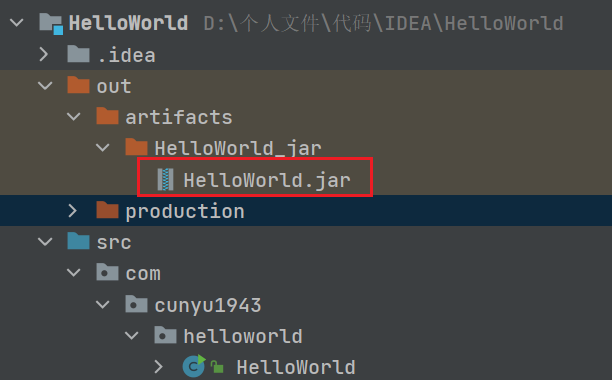 HelloWorld D:\个人文件\代码\IDEA\HelloWorld
.idea
out
artifacts
HelloWorld_jar
HelloWorld.jar
production
src
com
cunyu1943
helloworld
C HelloWorld